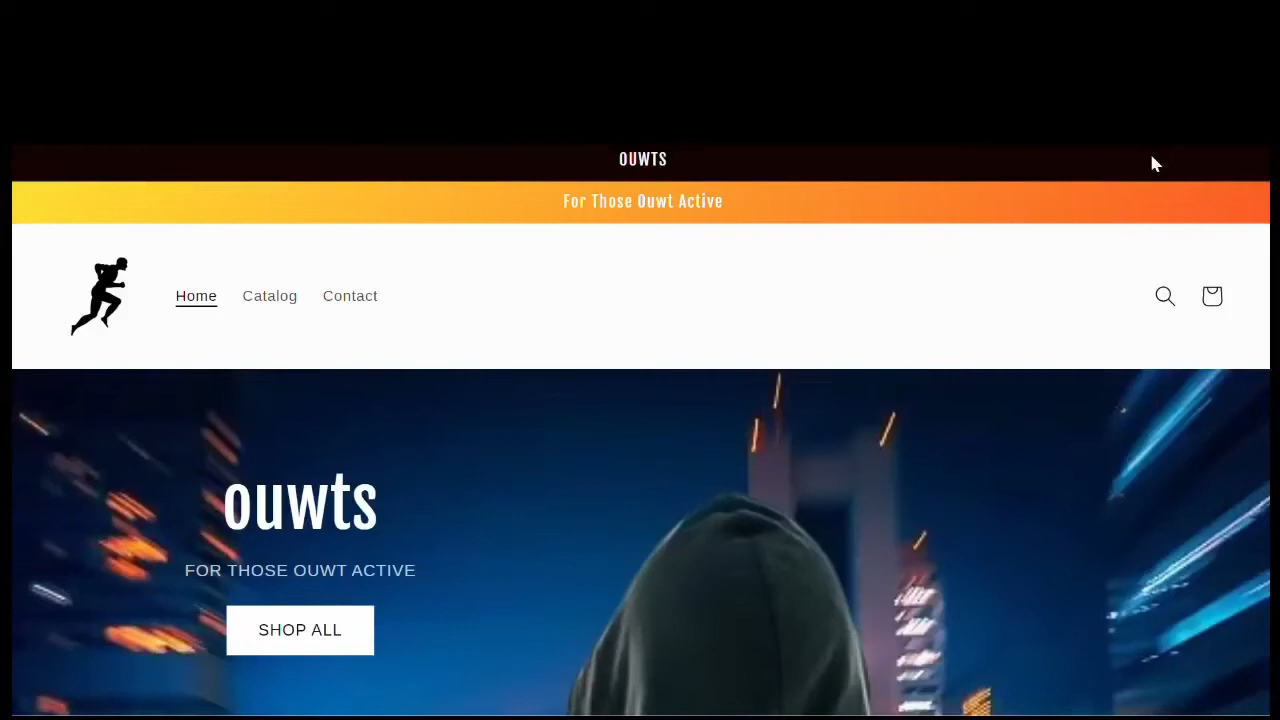 OUWTS
For Those Ouwt Active
Home Catalog Contact
ouwts
FOR THOSE OUWT ACTIVE
SHOP ALL